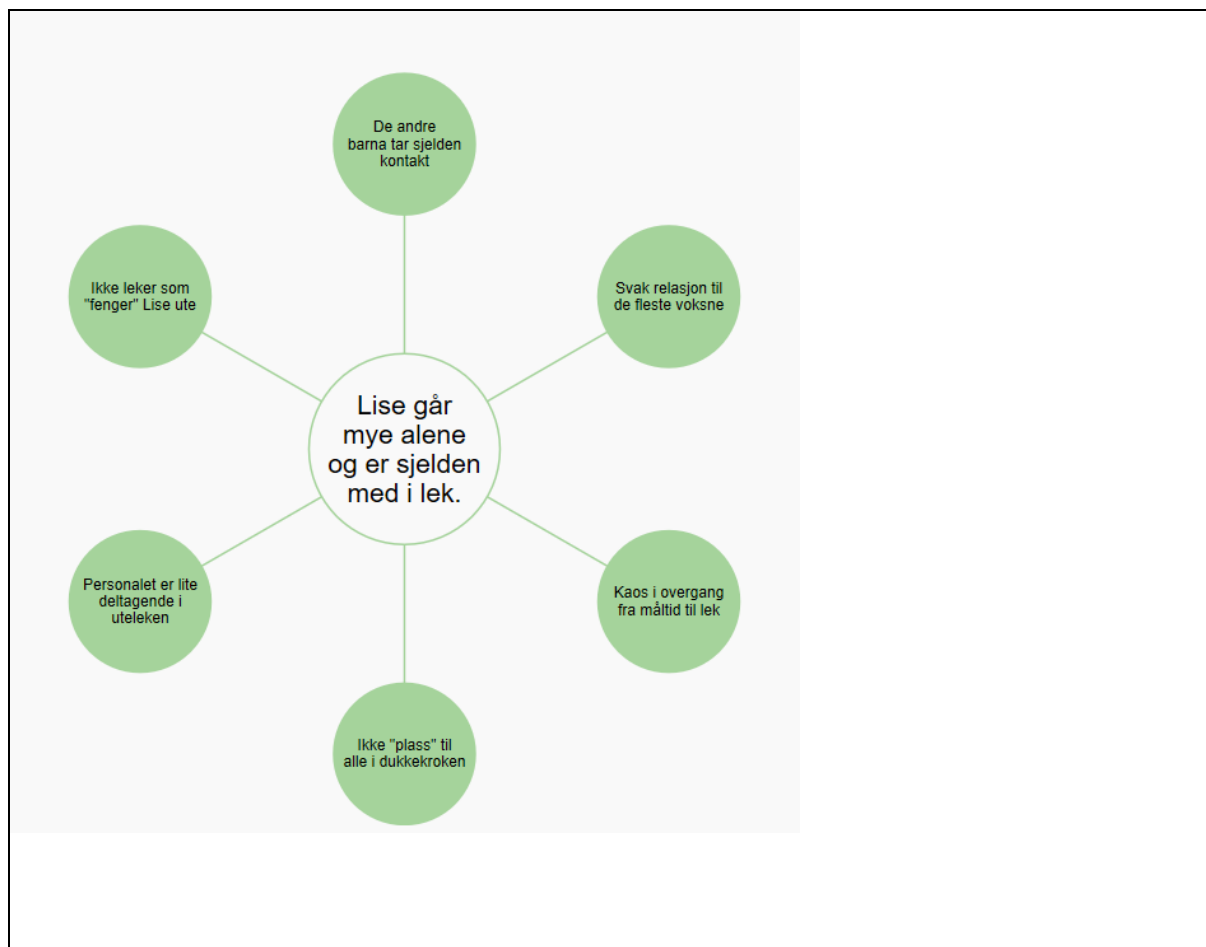 De andre
barna tar sjelden
kontakt
Ikke leker som
"fenger" Lise ute
Svak relasjon til
de fleste voksne
Lise går
mye alene
og er sjelden
med i lek.
Personalet er lite
deltagende i
uteleken
Kaos i overgang
fra måltid til lek
Ikke "plass" til
alle i dukkekroken